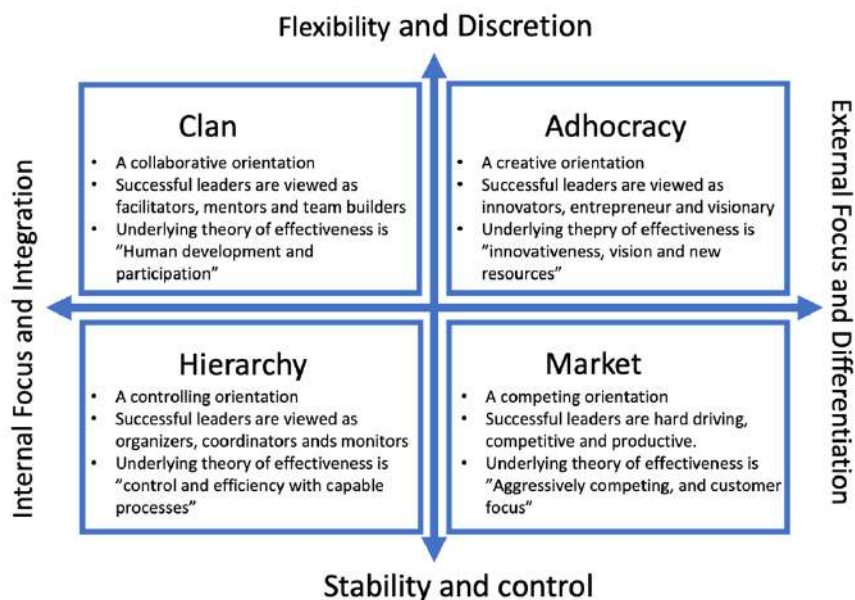 Flexibility and Discretion
Internal Focus and Integration
Clan
• A collaborative orientation
• Successful leaders are viewed as
facilitators, mentors and team builders
• Underlying theory of effectiveness is
”Human development and
participation”
Adhocracy
• A creative orientation
• Successful leaders are viewed as
innovators, entrepreneur and visionary
• Underlying thepry of effectiveness is
”innovativeness, vision and new
resources”
External Focus and Differentiation
Hierarchy
• A controlling orientation
• Successful leaders are viewed as
organizers, coordinators ands monitors
• Underlying theory of effectiveness is
”control and efficiency with capable
processes”
Market
• A competing orientation
• Successful leaders are hard driving,
competitive and productive.
• Underlying theory of effectiveness is
”Aggressively competing, and customer
focus”
Stability and control